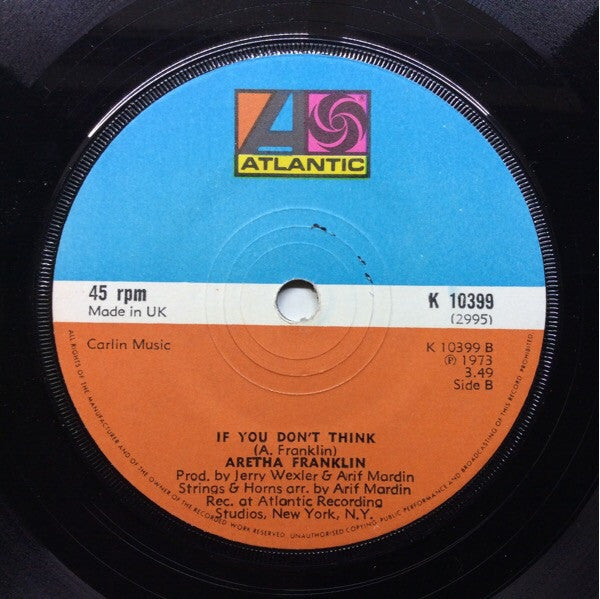 ATLANTIC
45 rpm
Made in UK
K 10399
(2995)
Carlin Music
K 10399 B
Ⓟ 1973
3.49
Side B
IF YOU DON'T THINK
(A. Franklin)
ARETHA FRANKLIN
Prod. by Jerry Wexler & Arif Mardin
Strings & Horns arr. by Arif Mardin
Rec. at Atlantic Recording
Studios, New York, N.Y.
ALL RIGHTS OF THE MANUFACTURER AND OF THE OWNER OF THE RECORDED WORK RESERVED. UNAUTHORISED COPYING, PUBLIC PERFORMANCE AND BROADCASTING OF THIS RECORD PROHIBITED